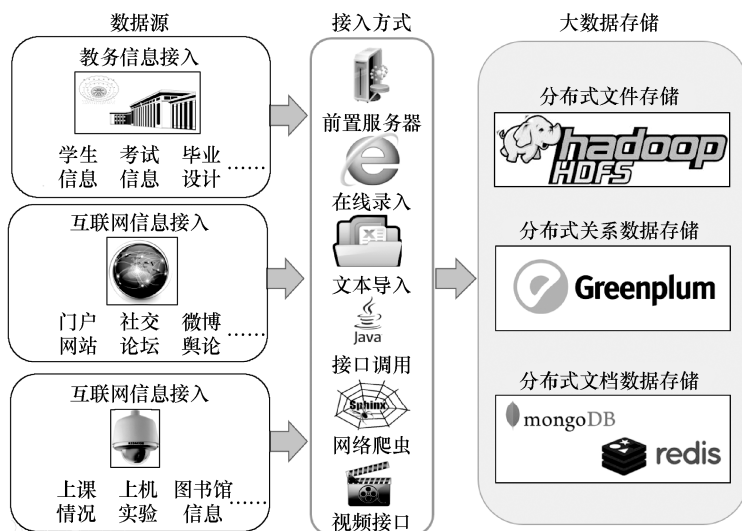 数据源
接入方式
大数据存储
教务信息接入
学生 考试 毕业
信息 信息 设计 ……
互联网信息接入
门户 社交 微博
网站 论坛 舆论 ……
互联网信息接入
上课 上机 图书馆
情况 实验 信息 ……
前置服务器
在线录入
文本导入
Java
接口调用
Sphinx
网络爬虫
视频接口
分布式文件存储
hadoop
HDFS
分布式关系数据存储
Greenplum
分布式文档数据存储
mongoDB
redis